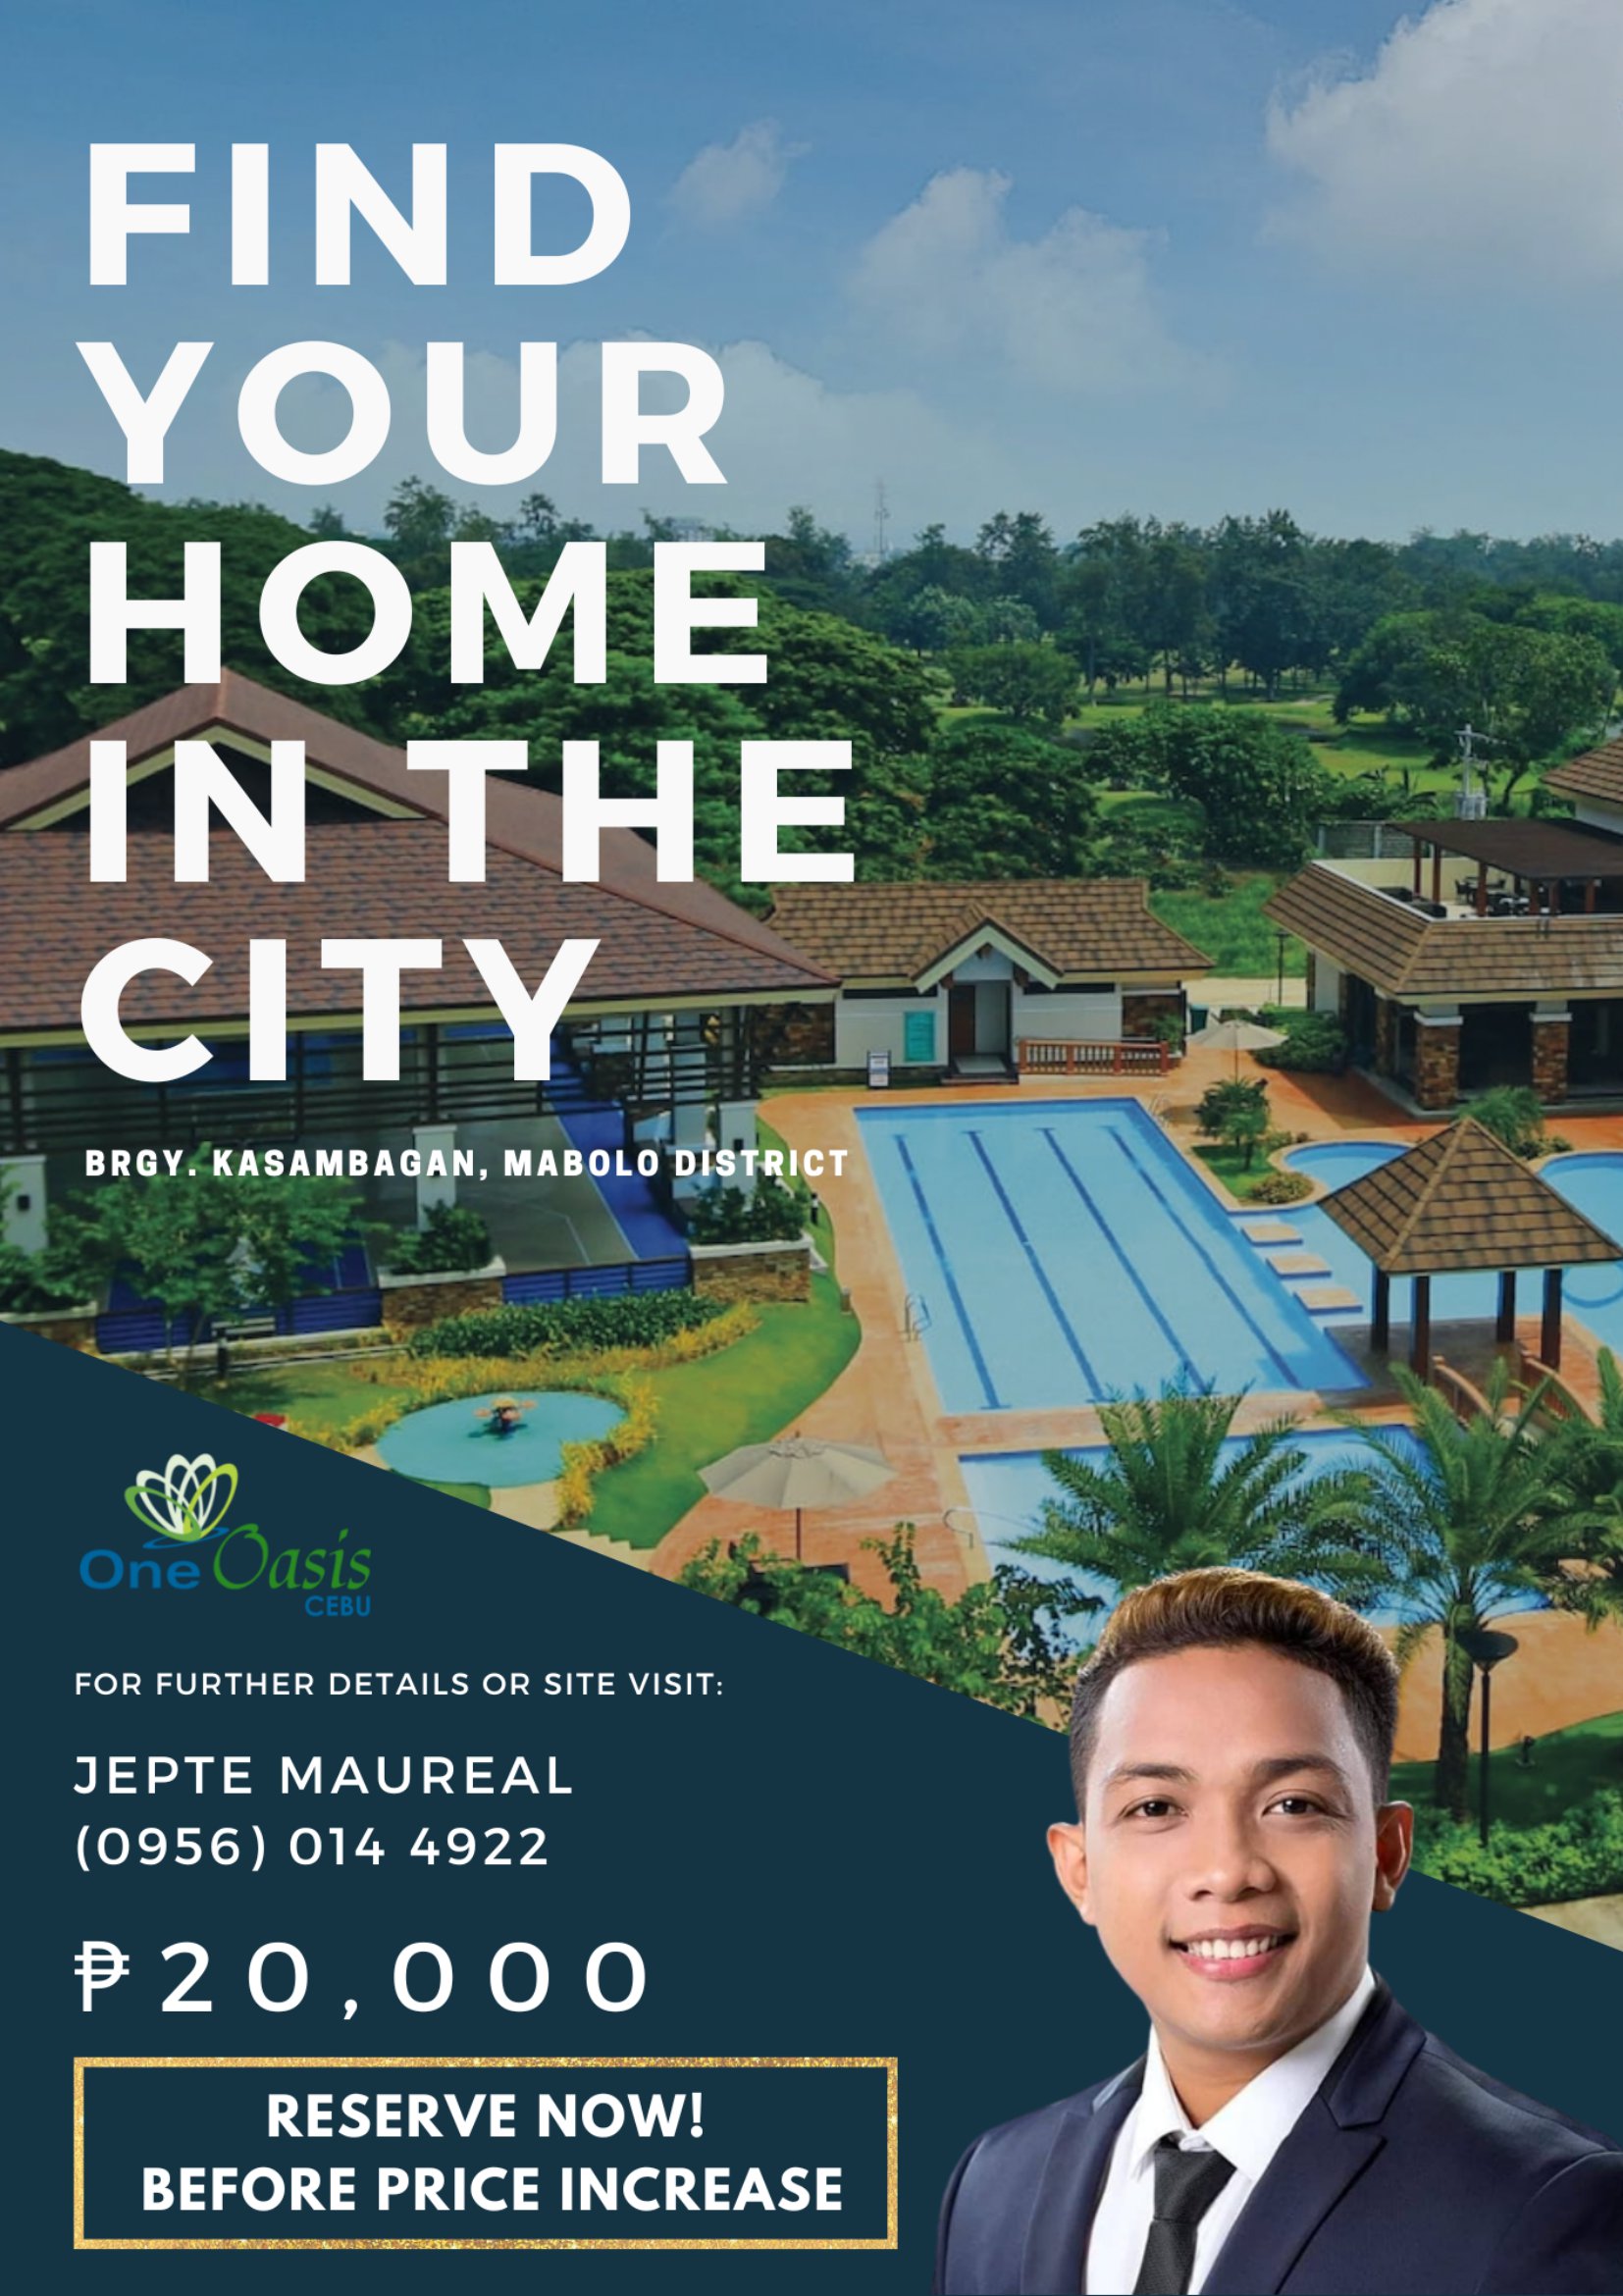 FIND
YOUR
HOME
IN THE
CITY
BRGY. KASAMBAGAN, MABOLO DISTRICT
One Oasis
CEBU
FOR FURTHER DETAILS OR SITE VISIT:
JEPTE MAUREAL
(0956) 014 4922
₱20,000
RESERVE NOW!
BEFORE PRICE INCREASE